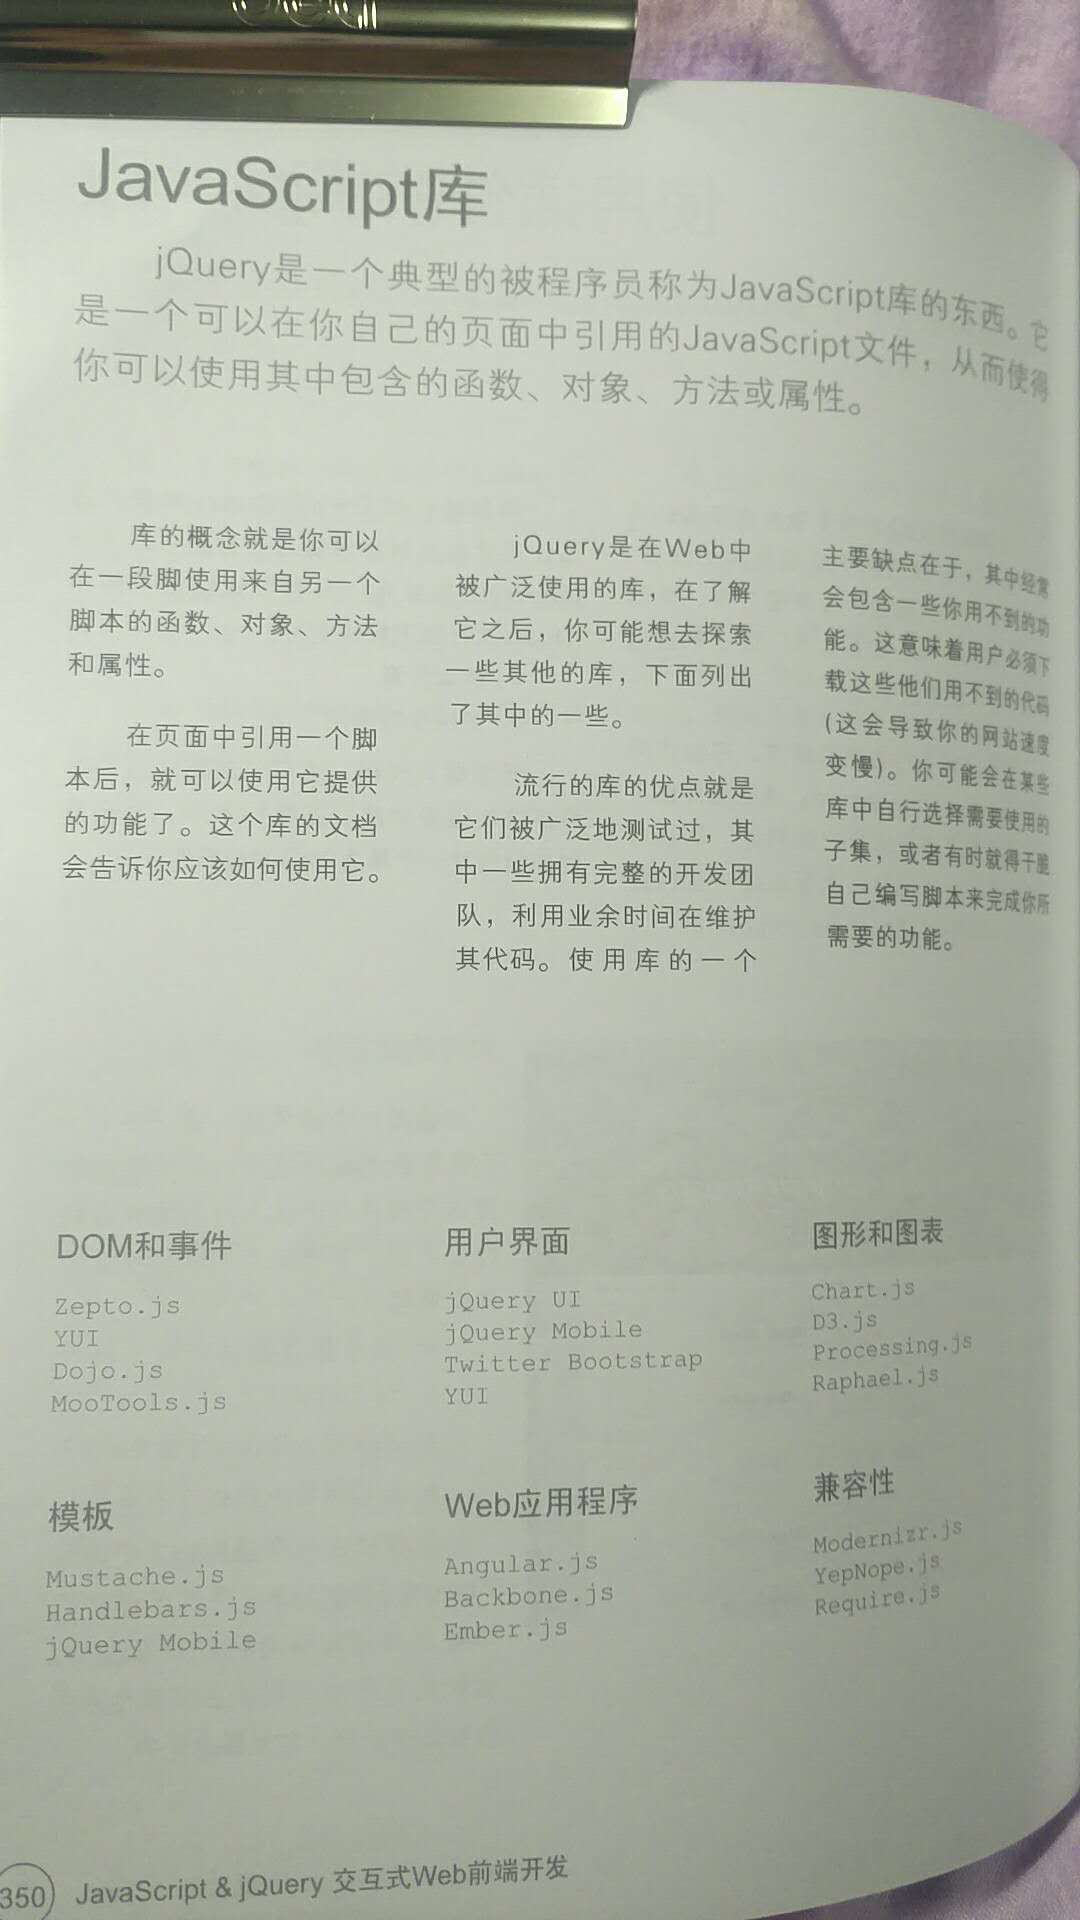 JavaScript库
jQuery是一个典型的被程序员称为JavaScript库的东西。它
是一个可以在你自己的页面中引用的JavaScript文件，从而使得
你可以使用其中包含的函数、对象、方法或属性。
库的概念就是你可以
在一段脚使用来自另一个
脚本的函数、对象、方法
和属性。
在页面中引用一个脚
本后，就可以使用它提供
的功能了。这个库的文档
会告诉你应该如何使用它。
jQuery是在Web中
被广泛使用的库，在了解
它之后，你可能想去探索
一些其他的库，下面列出
了其中的一些。
流行的库的优点就是
它们被广泛地测试过，其
中一些拥有完整的开发团
队，利用业余时间在维护
其代码。使用库的一个
主要缺点在于，其中经常
会包含一些你用不到的功
能。这意味着用户必须下
载这些他们用不到的代码
(这会导致你的网站速度
变慢)。你可能会在某些
库中自行选择需要使用的
子集，或者有时就得干脆
自己编写脚本来完成你所
需要的功能。
DOM和事件
Zepto.js
YUI
Dojo.js
MooTools.js
用户界面
jQuery UI
jQuery Mobile
Twitter Bootstrap
YUI
图形和图表
Chart.js
D3.js
Processing.js
Raphael.js
模板
Mustache.js
Handlebars.js
jQuery Mobile
Web应用程序
Angular.js
Backbone.js
Ember.js
兼容性
Modernizr.js
YepNope.js
Require.js
350 JavaScript & jQuery 交互式Web前端开发